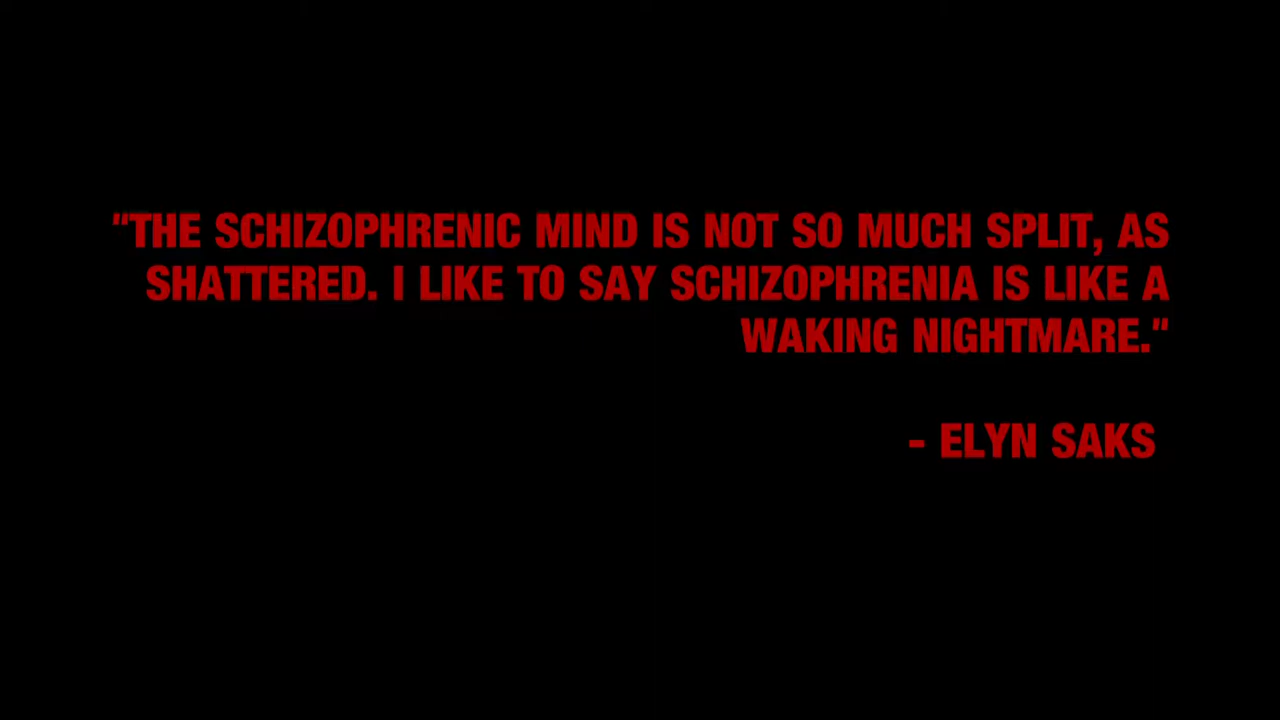 "THE SCHIZOPHRENIC MIND IS NOT SO MUCH SPLIT, AS
SHATTERED. I LIKE TO SAY SCHIZOPHRENIA IS LIKE A
WAKING NIGHTMARE."
- ELYN SAKS